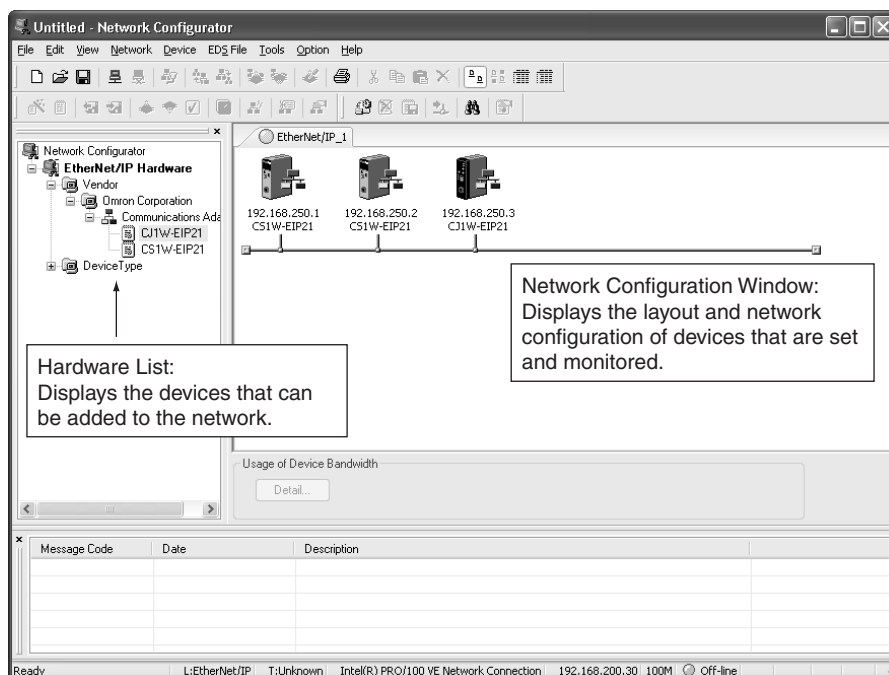 Untitled - Network Configurator
File Edit View Network Device EDS File Tools Option Help
Network Configurator
EtherNet/IP Hardware
Vendor
Omron Corporation
Communications Ada
CJ1W-EIP21
CS1W-EIP21
DeviceType
EtherNet/IP_1
192.168.250.1 192.168.250.2 192.168.250.3
CS1W-EIP21 CS1W-EIP21 CJ1W-EIP21
Network Configuration Window:
Displays the layout and network
configuration of devices that are set
and monitored.
Hardware List:
Displays the devices that can
be added to the network.
Usage of Device Bandwidth
Detail...
Message Code Date Description
Ready L:EtherNet/IP T:Unknown Intel(R) PRO/100 VE Network Connection 192.168.200.30 100M Off-line